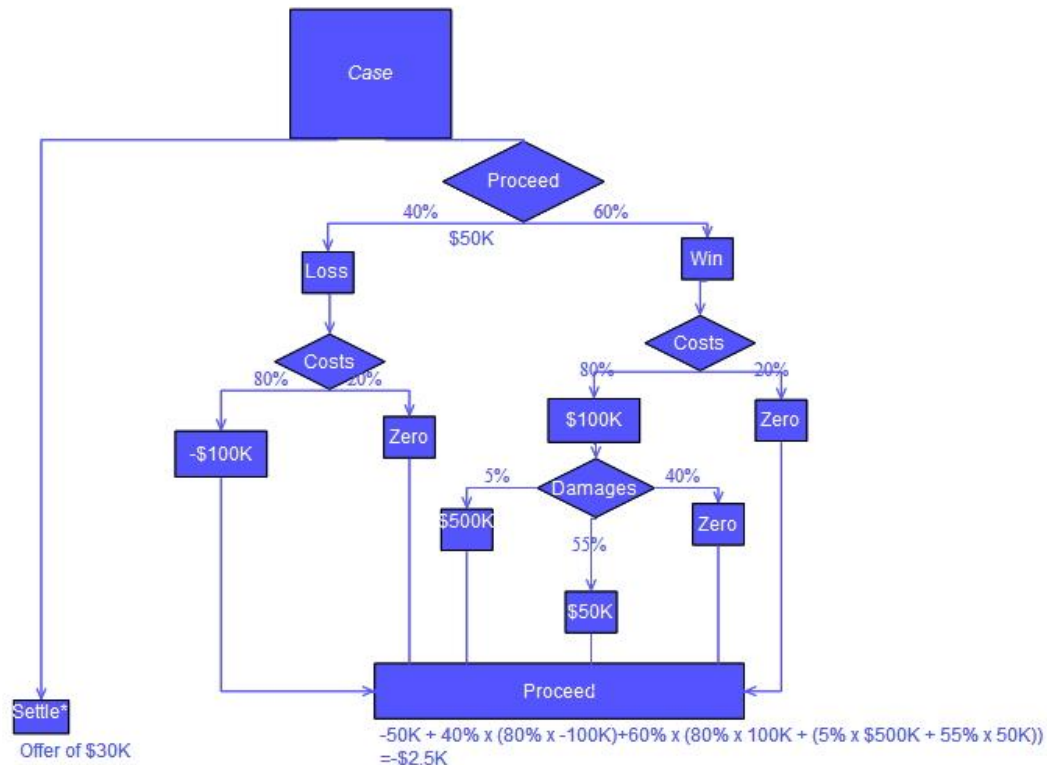 Case
Proceed
40% 60%
$50K
Loss
Win
Costs
Costs
80% 20%
80% 20%
-$100K
Zero
$100K
Zero
5% Damages 40%
$500K
Zero
55%
$50K
Proceed
Settle*
Offer of $30K
-50K + 40% x (80% x -100K)+60% x (80% x 100K + (5% x $500K + 55% x 50K))
=-$2.5K